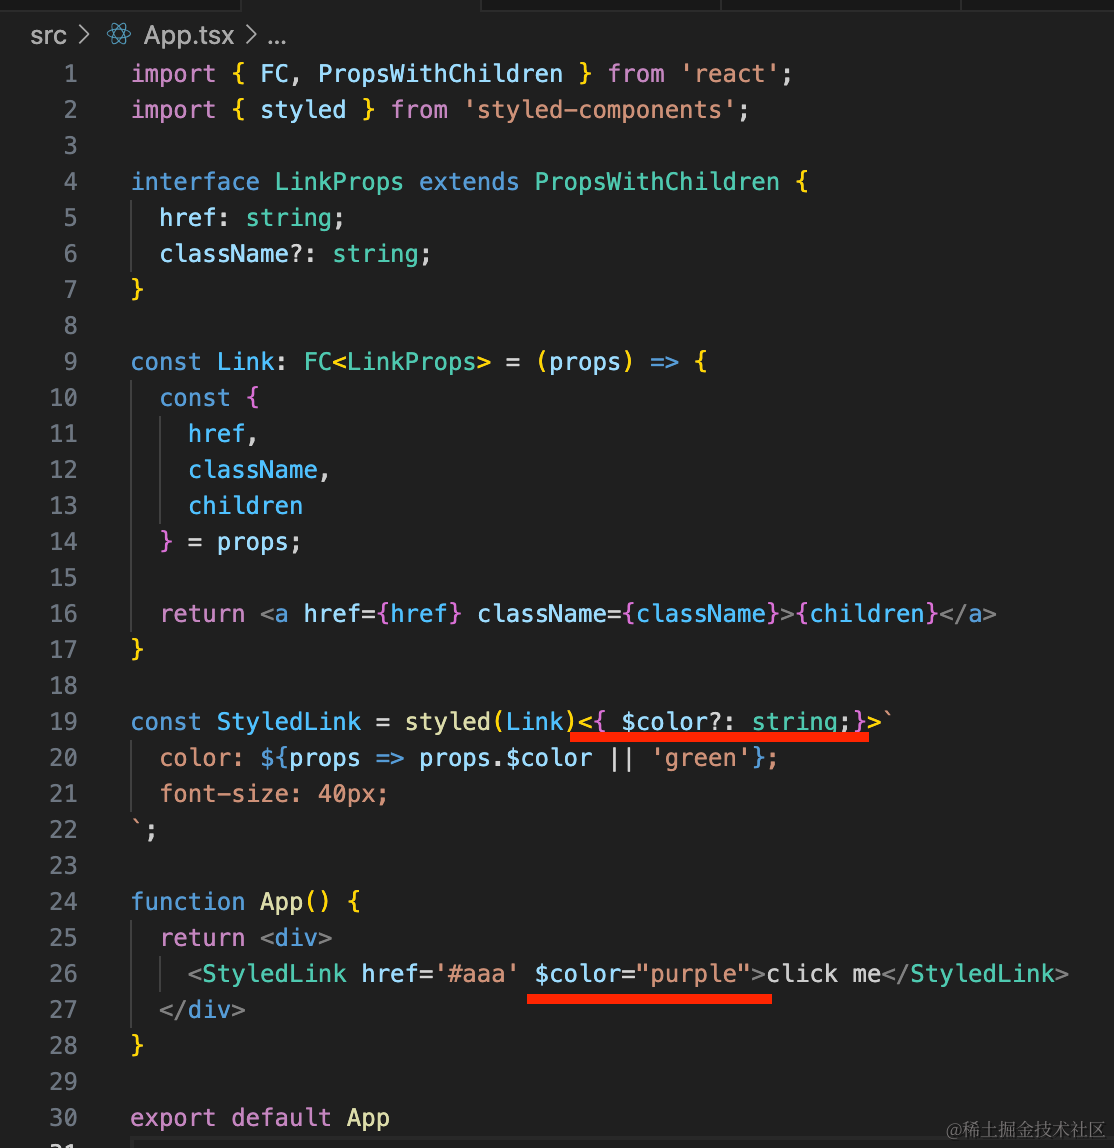 src > App.tsx > ...
1 import { FC, PropsWithChildren } from 'react';
2 import { styled } from 'styled-components';
3
4 interface LinkProps extends PropsWithChildren {
5   href: string;
6   className?: string;
7 }
8
9 const Link: FC<LinkProps> = (props) => {
10   const {
11     href,
12     className,
13     children
14   } = props;
15
16   return <a href={href} className={className}>{children}</a>
17 }
18
19 const StyledLink = styled(Link)<{ $color?: string;}>`
20   color: ${props => props.$color || 'green'};
21   font-size: 40px;
22 `;
23
24 function App() {
25   return <div>
26     <StyledLink href='#aaa' $color="purple">click me</StyledLink>
27   </div>
28 }
29
30 export default App
31
@稀土掘金技术社区